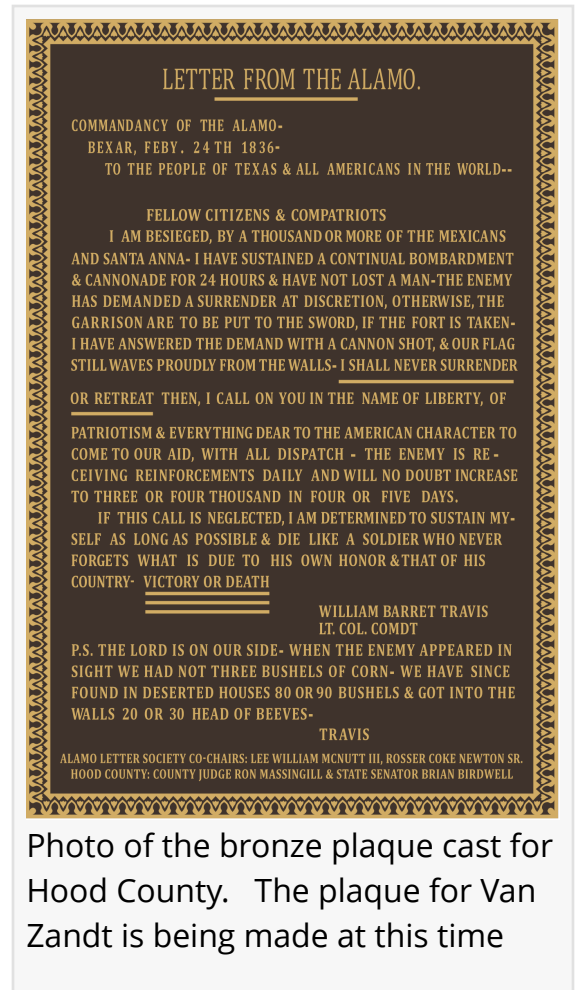 LETTER FROM THE ALAMO.
COMMANDANCY OF THE ALAMO-
BEXAR, FEBY. 24TH 1836-
TO THE PEOPLE OF TEXAS & ALL AMERICANS IN THE WORLD--
FELLOW CITIZENS & COMPATRIOTS
I AM BESIEGED, BY A THOUSAND OR MORE OF THE MEXICANS
AND SANTA ANNA- I HAVE SUSTAINED A CONTINUAL BOMBARDMENT
& CANNONADE FOR 24 HOURS & HAVE NOT LOST A MAN-THE ENEMY
HAS DEMANDED A SURRENDER AT DISCRETION, OTHERWISE, THE
GARRISON ARE TO BE PUT TO THE SWORD, IF THE FORT IS TAKEN-
I HAVE ANSWERED THE DEMAND WITH A CANNON SHOT, & OUR FLAG
STILL WAVES PROUDLY FROM THE WALLS- I SHALL NEVER SURRENDER
OR RETREAT THEN, I CALL ON YOU IN THE NAME OF LIBERTY, OF
PATRIOTISM & EVERYTHING DEAR TO THE AMERICAN CHARACTER TO
COME TO OUR AID, WITH ALL DISPATCH - THE ENEMY IS RE-
CEIVING REINFORCEMENTS DAILY AND WILL NO DOUBT INCREASE
TO THREE OR FOUR THOUSAND IN FOUR OR FIVE DAYS.
IF THIS CALL IS NEGLECTED, I AM DETERMINED TO SUSTAIN MY-
SELF AS LONG AS POSSIBLE & DIE LIKE A SOLDIER WHO NEVER
FORGETS WHAT IS DUE TO HIS OWN HONOR & THAT OF HIS
COUNTRY- VICTORY OR DEATH
WILLIAM BARRET TRAVIS
LT. COL. COMDT
P.S. THE LORD IS ON OUR SIDE- WHEN THE ENEMY APPEARED IN
SIGHT WE HAD NOT THREE BUSHELS OF CORN- WE HAVE SINCE
FOUND IN DESERTED HOUSES 80 OR 90 BUSHELS & GOT INTO THE
WALLS 20 OR 30 HEAD OF BEEVES-
TRAVIS
ALAMO LETTER SOCIETY CO-CHAIRS: LEE WILLIAM MCNUTT III, ROSSER COKE NEWTON SR.
HOOD COUNTY: COUNTY JUDGE RON MASSINGILL & STATE SENATOR BRIAN BIRDWELL
Photo of the bronze plaque cast for
Hood County. The plaque for Van
Zandt is being made at this time